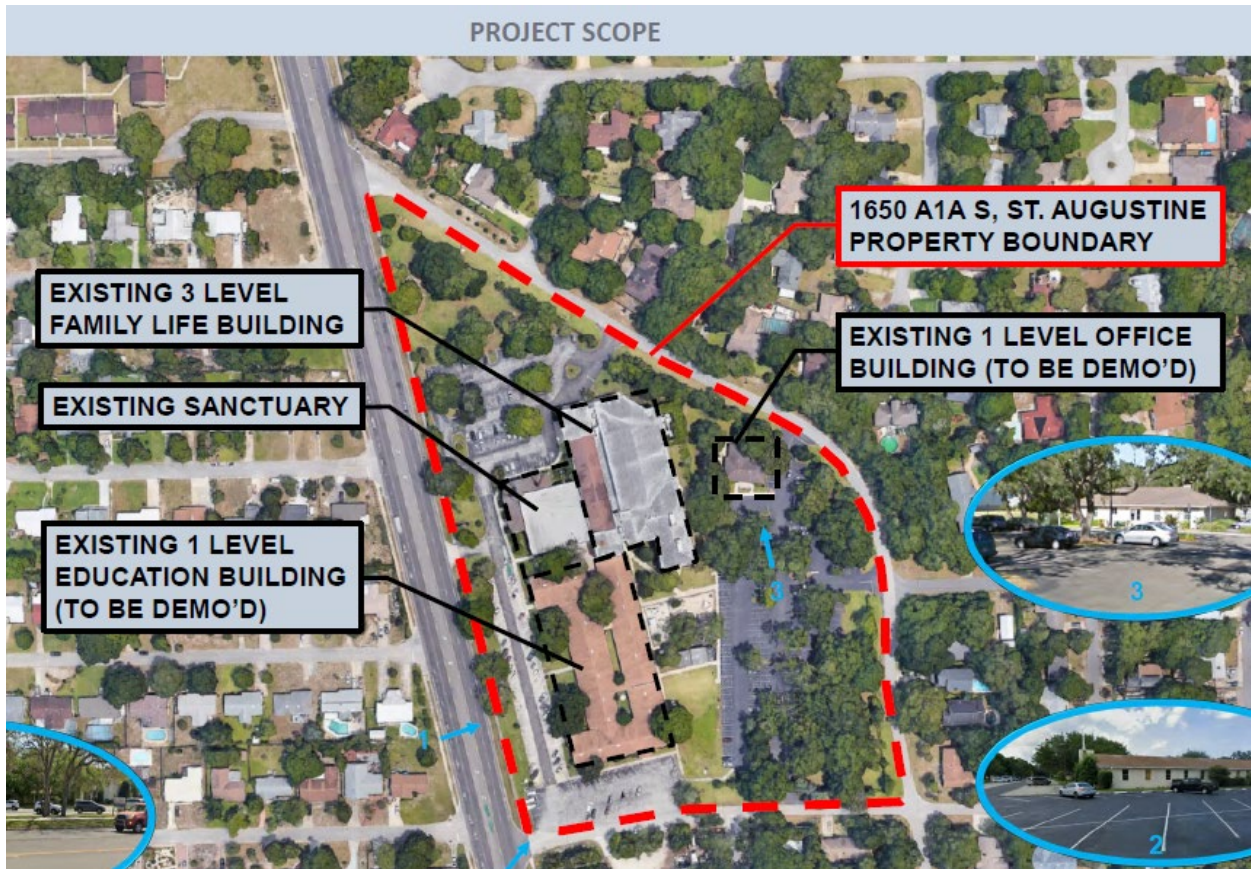 PROJECT SCOPE
1650 A1A S, ST. AUGUSTINE
PROPERTY BOUNDARY
EXISTING 3 LEVEL
FAMILY LIFE BUILDING
EXISTING 1 LEVEL OFFICE
BUILDING (TO BE DEMO’D)
EXISTING SANCTUARY
EXISTING 1 LEVEL
EDUCATION BUILDING
(TO BE DEMO’D)
3
3
1
2